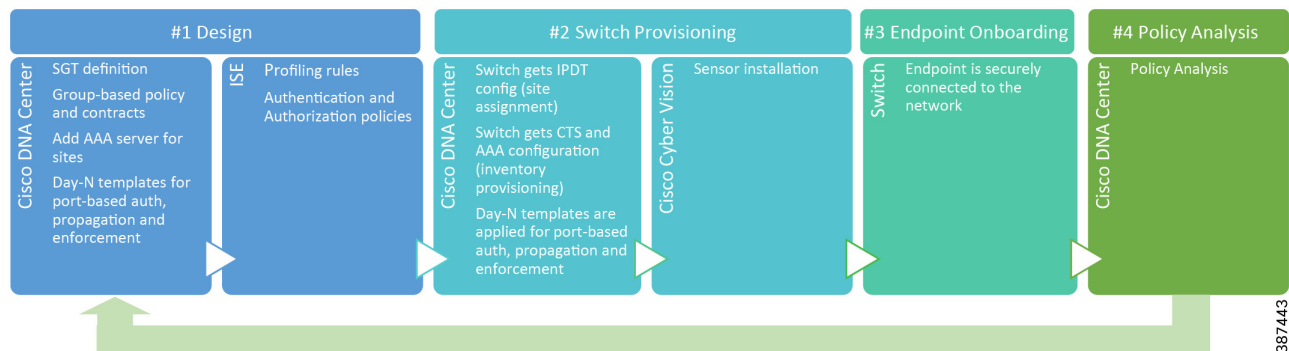 #1 Design
#2 Switch Provisioning
#3 Endpoint Onboarding
#4 Policy Analysis
Cisco DNA Center
SGT definition
Group-based policy
and contracts
Add AAA server for
sites
Day-N templates for
port-based auth,
propagation and
enforcement
ISE
Profiling rules
Authentication and
Authorization policies
Cisco DNA Center
Switch gets IPDT
config (site
assignment)
Switch gets CTS and
AAA configuration
(inventory
provisioning)
Day-N templates are
applied for port-based
auth, propagation and
enforcement
Cisco Cyber Vision
Sensor installation
Switch
Endpoint is securely
connected to the
network
Cisco DNA Center
Policy Analysis
387443